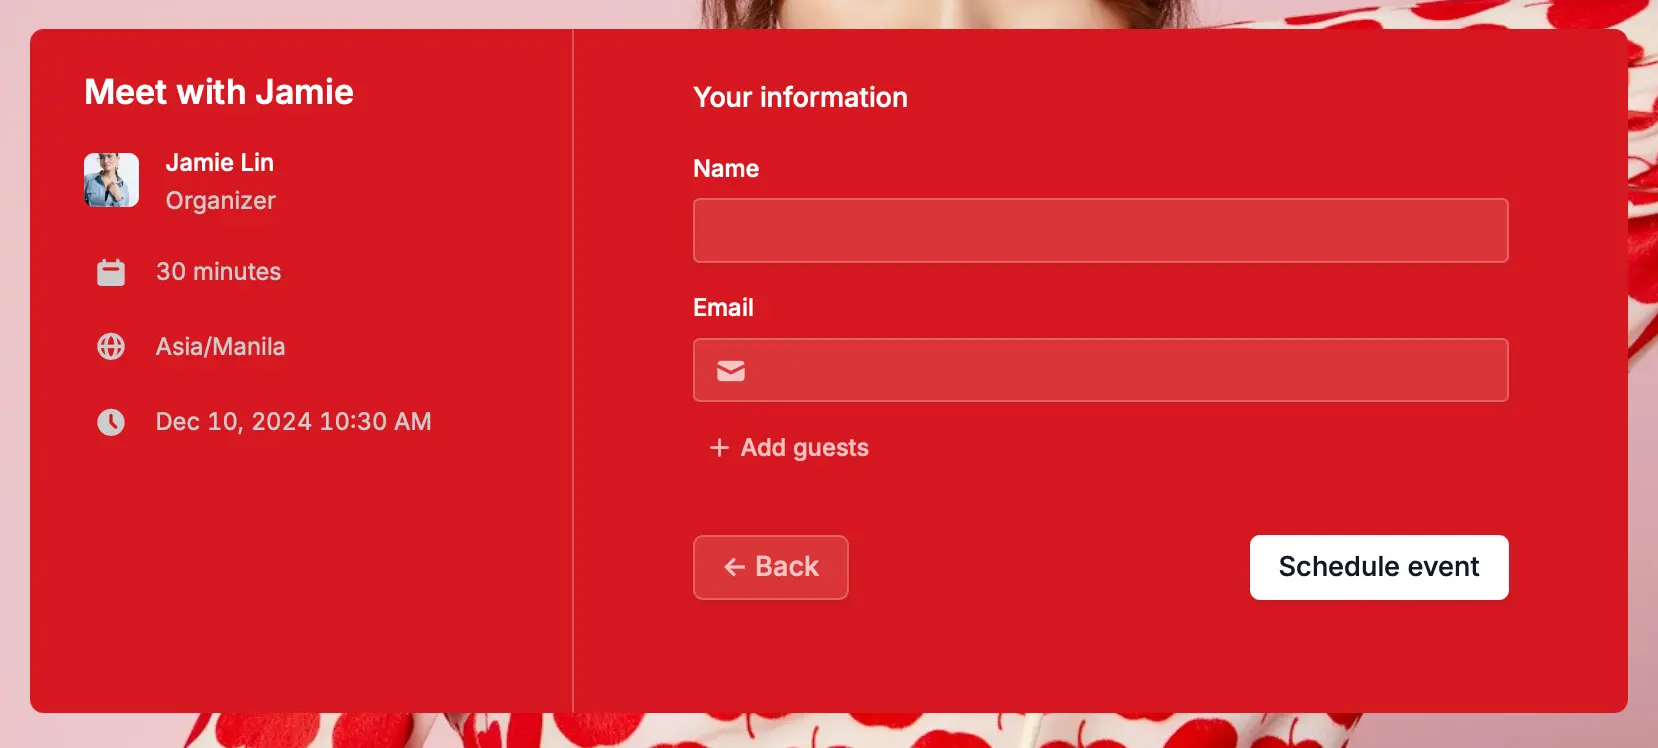 Meet with Jamie
Jamie Lin
Organizer
30 minutes
Asia/Manila
Dec 10, 2024 10:30 AM
Your information
Name
Email
+ Add guests
← Back
Schedule event